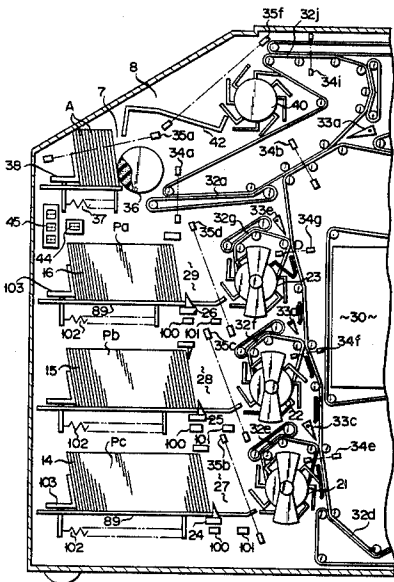 35f 32j
8
7
A
34i
40
33a
35a
42
34a
34b
38
36
37
32a
45
44
33e
35d
32g
34g
Pa
103
16
29
23
26
32f
89
102
100
101
33d
35c
34f
Pb
~30~
15
28
22
33c
25
32e
34e
102
100
101
35b
14
Pc
103
27
21
89
24
102
100
101
32d